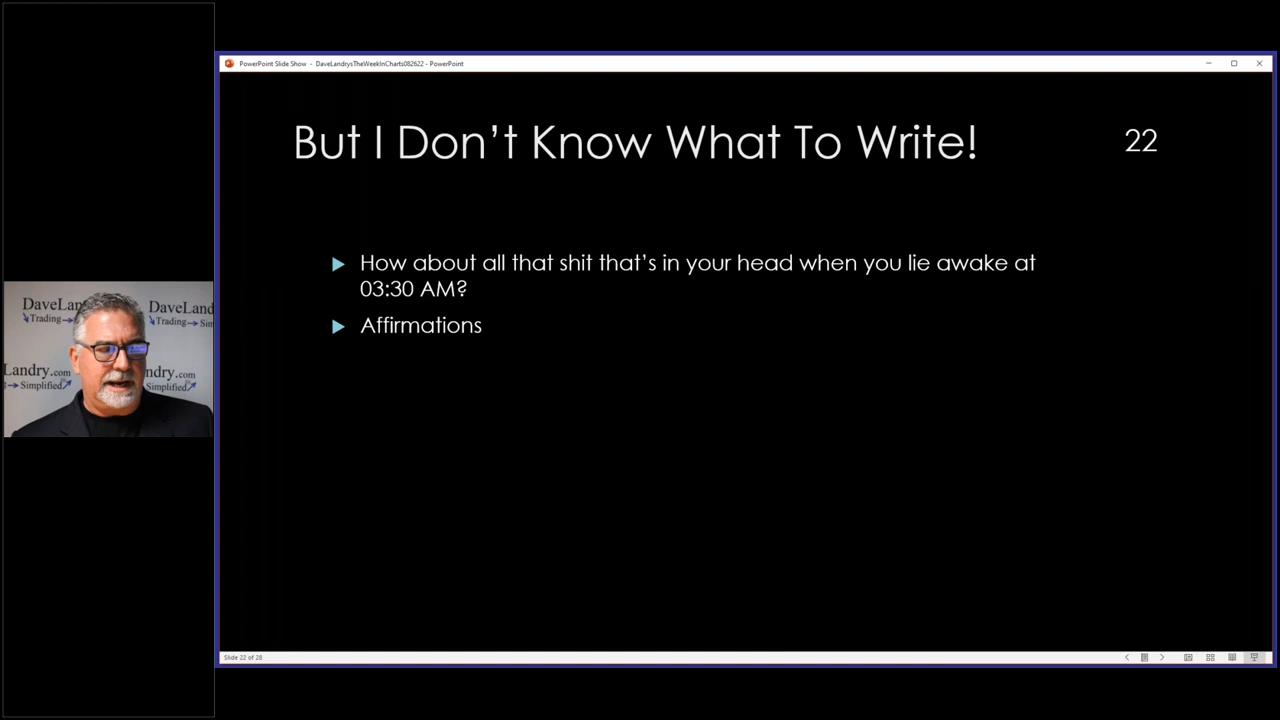 PowerPoint Slide Show - DaveLandrysTheWeekInCharts082622 - PowerPoint
But I Don't Know What To Write!
22
How about all that shit that's in your head when you lie awake at
03:30 AM?
Affirmations
DaveLan
DaveLand
Trading
Sim
Landry.com
ndry.com
Simplified
Simplified
Slide 22 of 28